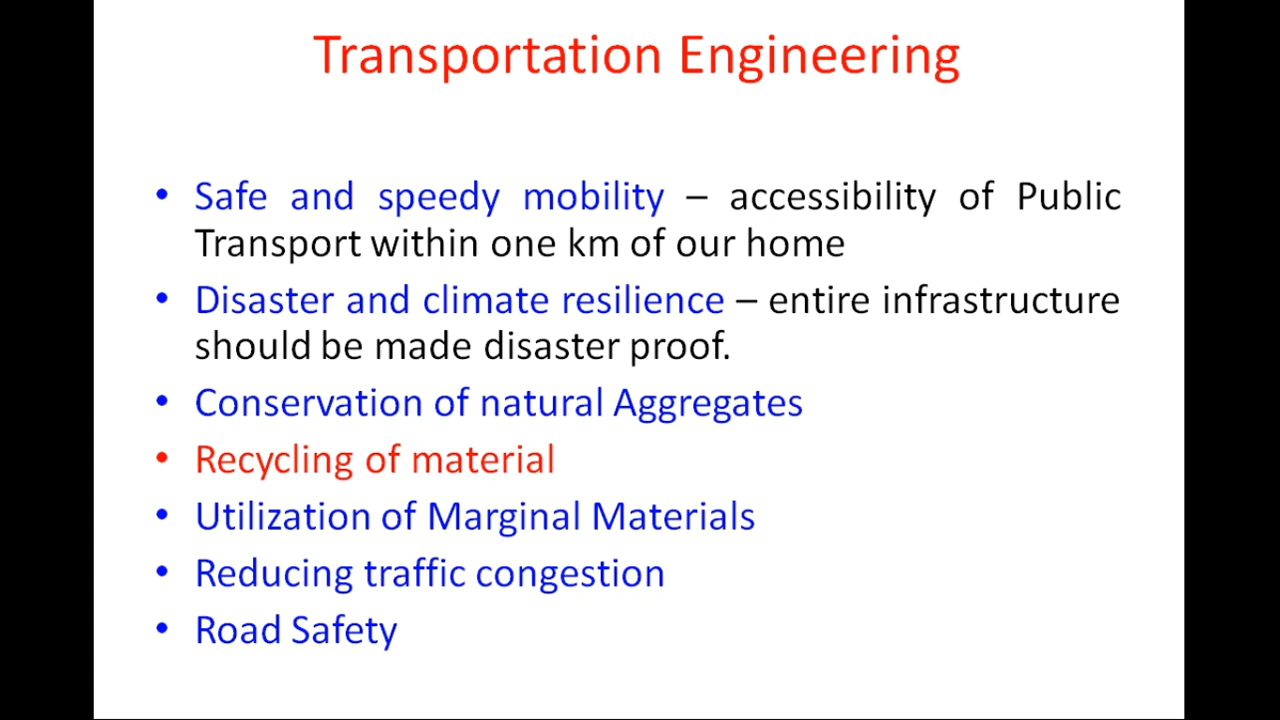 Transportation Engineering
• Safe and speedy mobility – accessibility of Public
Transport within one km of our home
• Disaster and climate resilience – entire infrastructure
should be made disaster proof.
• Conservation of natural Aggregates
• Recycling of material
• Utilization of Marginal Materials
• Reducing traffic congestion
• Road Safety